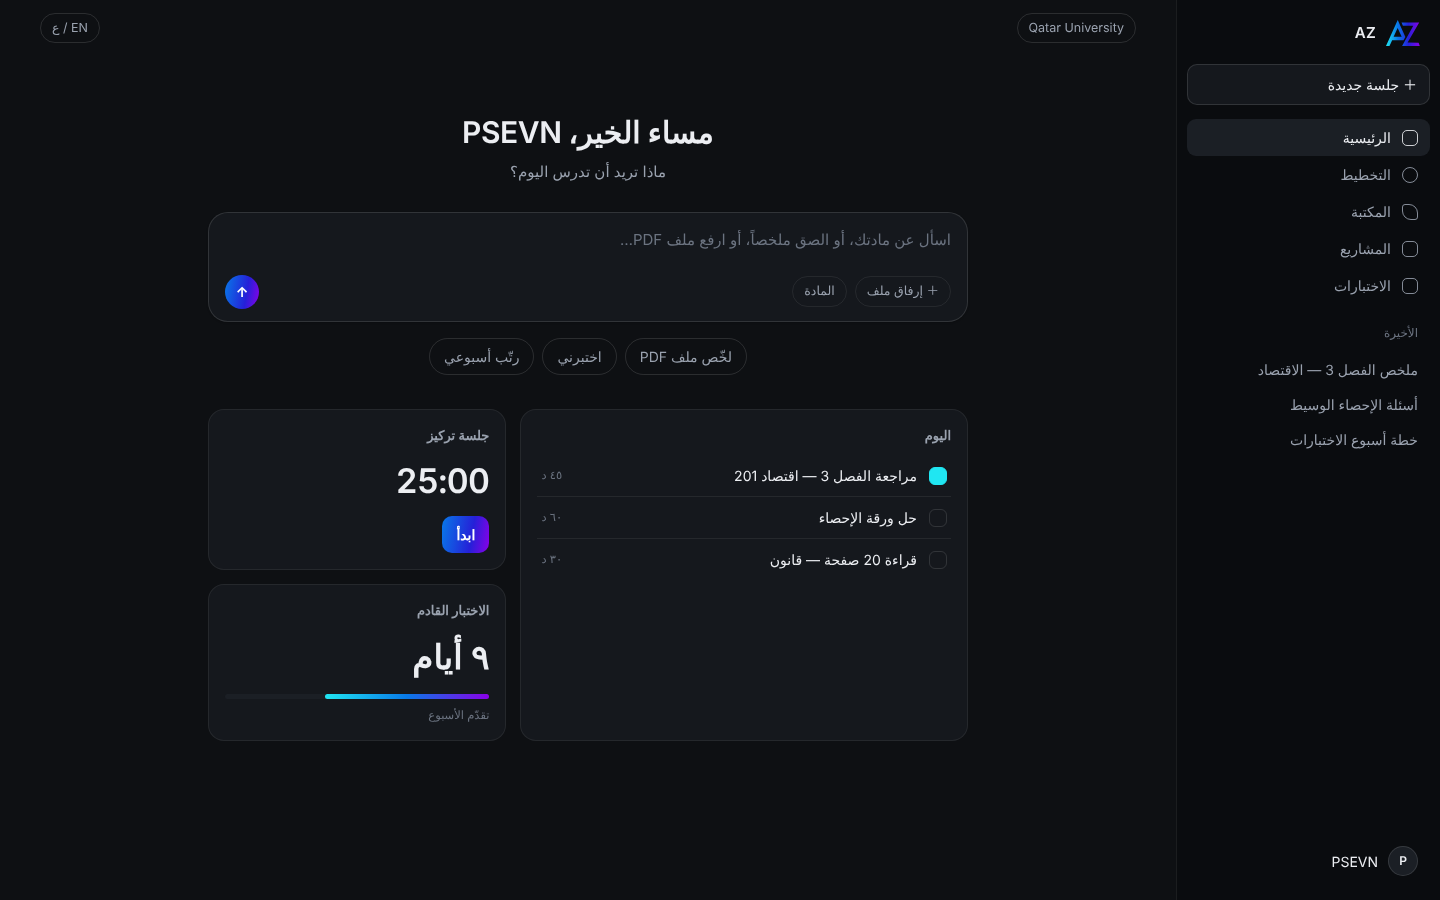 AZ
+ جلسة جديدة
الرئيسية
التخطيط
المكتبة
المشاريع
الاختبارات
الأخيرة
ملخص الفصل 3 — الاقتصاد
أسئلة الإحصاء الوسيط
خطة أسبوع الاختبارات
P PSEVN
Qatar University
ع / EN
مساء الخير، PSEVN
ماذا تريد أن تدرس اليوم؟
اسأل عن مادتك، أو الصق ملخصاً، أو ارفع ملف PDF...
+ إرفاق ملف
المادة
لخّص ملف PDF
اختبرني
رتّب أسبوعي
اليوم
مراجعة الفصل 3 — اقتصاد 201
٤٥ د
حل ورقة الإحصاء
٦٠ د
قراءة 20 صفحة — قانون
٣٠ د
جلسة تركيز
25:00
ابدأ
الاختبار القادم
٩ أيام
تقدّم الأسبوع